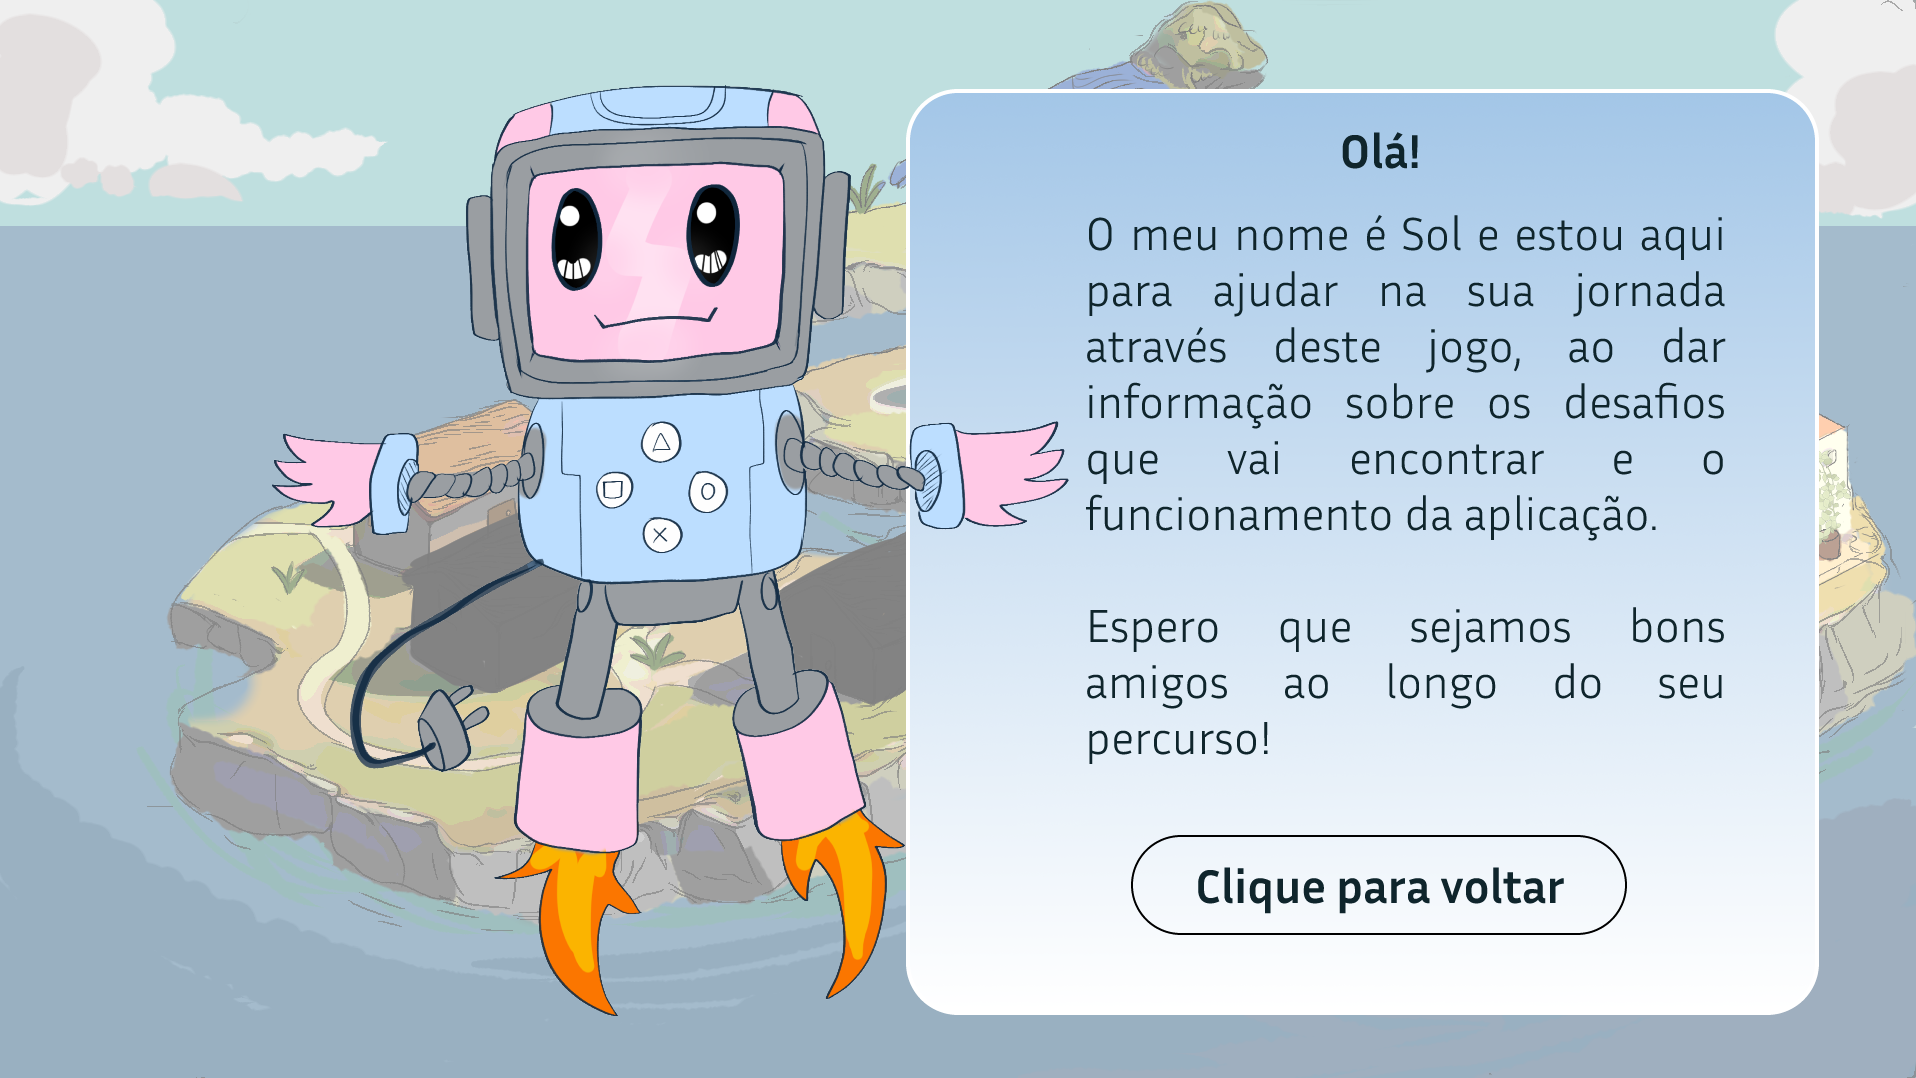 Olá!
O meu nome é Sol e estou aqui
para ajudar na sua jornada
através deste jogo, ao dar
informação sobre os desafios
que vai encontrar e o
funcionamento da aplicação.
Espero que sejamos bons
amigos ao longo do seu
percurso!
Clique para voltar